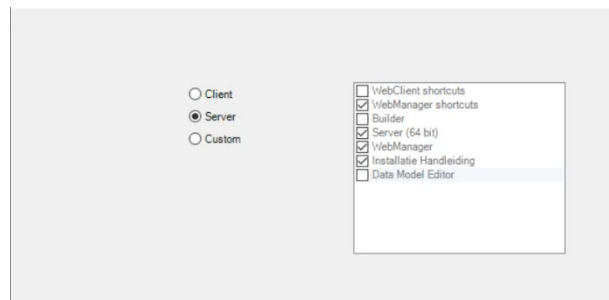 Client
Server
Custom
WebClient shortcuts
WebManager shortcuts
Builder
Server (64 bit)
WebManager
Installatie Handleiding
Data Model Editor